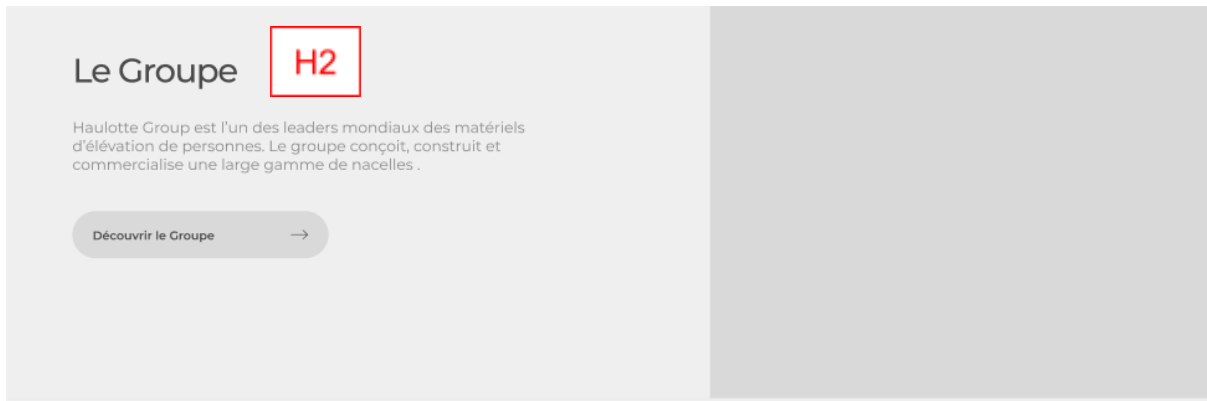 Le Groupe
H2
Haulotte Group est l'un des leaders mondiaux des matériels
d'élévation de personnes. Le groupe conçoit, construit et
commercialise une large gamme de nacelles .
Découvrir le Groupe